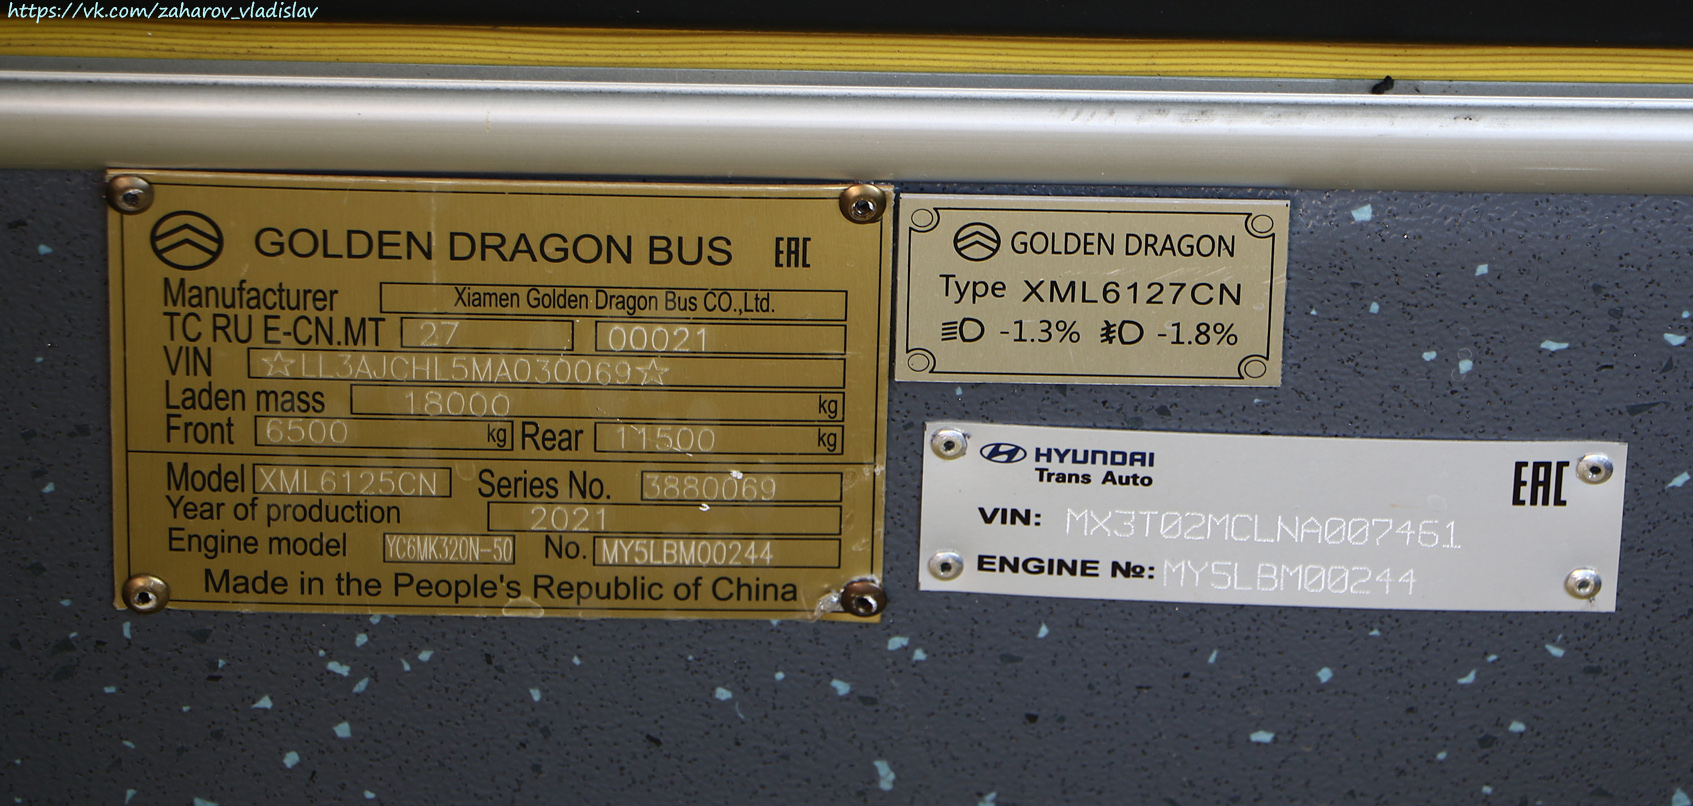 https://vk.com/zaharov_vladislav
GOLDEN DRAGON BUS EAC
Manufacturer Xiamen Golden Dragon Bus CO.,Ltd.
TC RU E-CN.MT 27 00021
VIN ☆LL3AJCHL5MA030069☆
Laden mass 18000 kg
Front 6500 kg Rear 11500 kg
Model XML6125CN Series No. 3880069
Year of production 2021
Engine model YC6MK320N-50 No. MY5LBM00244
Made in the People's Republic of China
GOLDEN DRAGON
Type XML6127CN
-1.3% -1.8%
HYUNDAI EAC
Trans Auto
VIN: MX3T02MCLNA007461
ENGINE №: MY5LBM00244